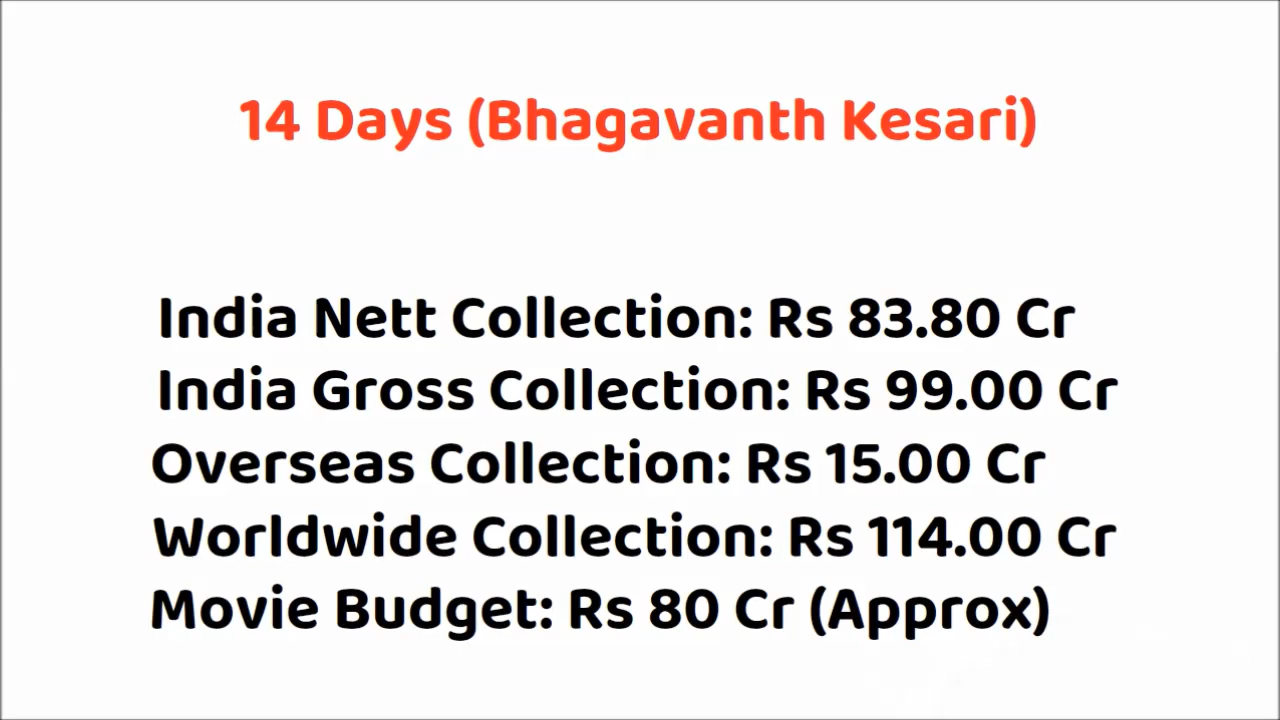 14 Days (Bhagavanth Kesari)
India Nett Collection: Rs 83.80 Cr
India Gross Collection: Rs 99.00 Cr
Overseas Collection: Rs 15.00 Cr
Worldwide Collection: Rs 114.00 Cr
Movie Budget: Rs 80 Cr (Approx)